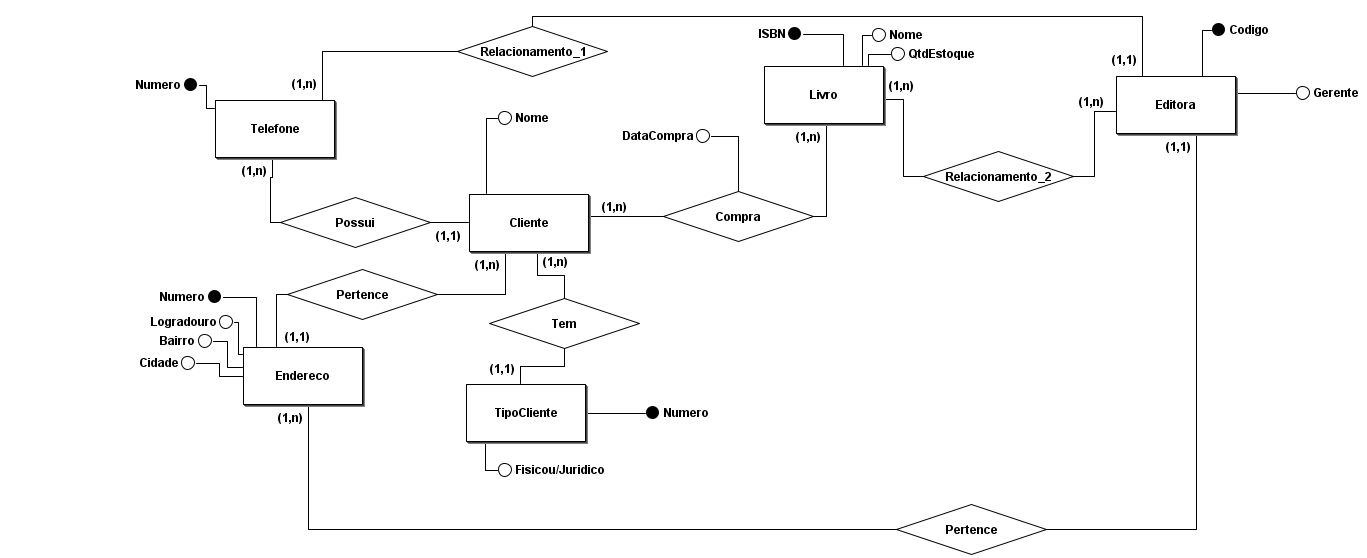 ISBN
Nome
Codigo
Relacionamento_1
QtdEstoque
(1,1)
Numero
(1,n)
(1,n)
Gerente
Livro
(1,n)
Editora
Telefone
Nome
DataCompra
(1,n)
(1,1)
(1,n)
Relacionamento_2
(1,n)
Possui
Cliente
Compra
(1,1)
(1,n)
(1,n)
Numero
Pertence
Logradouro
Tem
Bairro
(1,1)
Cidade
(1,1)
Endereco
TipoCliente
Numero
(1,n)
Fisicou/Juridico
Pertence